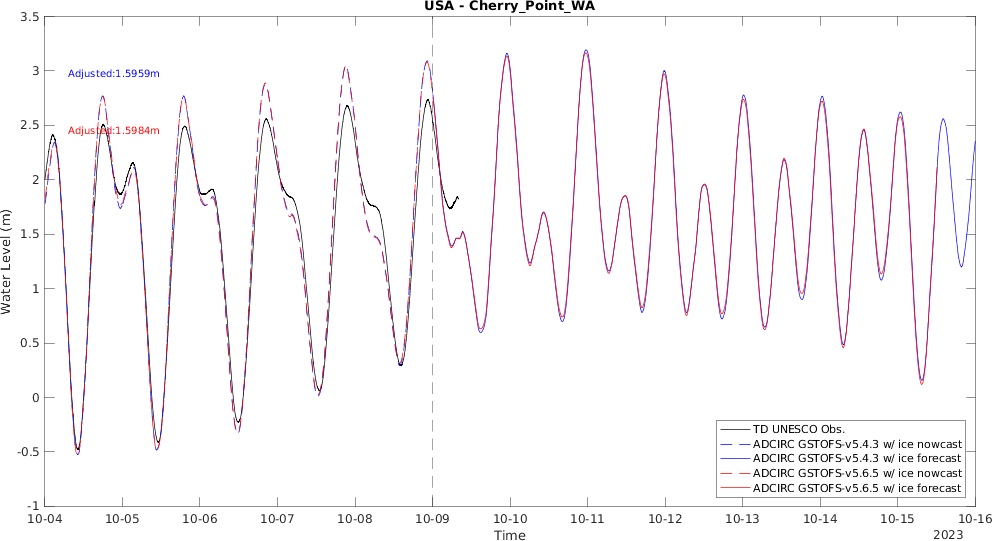 USA - Cherry_Point_WA
3.5
3
2.5
2
1.5
1
0.5
0
-0.5
-1
Water Level (m)
Adjusted:1.5959m
Adjusted:1.5984m
TD UNESCO Obs.
ADCIRC GSTOFS-v5.4.3 w/ ice nowcast
ADCIRC GSTOFS-v5.4.3 w/ ice forecast
ADCIRC GSTOFS-v5.6.5 w/ ice nowcast
ADCIRC GSTOFS-v5.6.5 w/ ice forecast
10-04 10-05 10-06 10-07 10-08 10-09 10-10 10-11 10-12 10-13 10-14 10-15 10-16
Time
2023